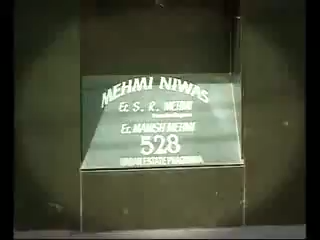 MEHMI NIWAS
Er. S. R. MEHMI
Er. MANISH MEHMI
528
URBAN ESTATE PHAGWARA